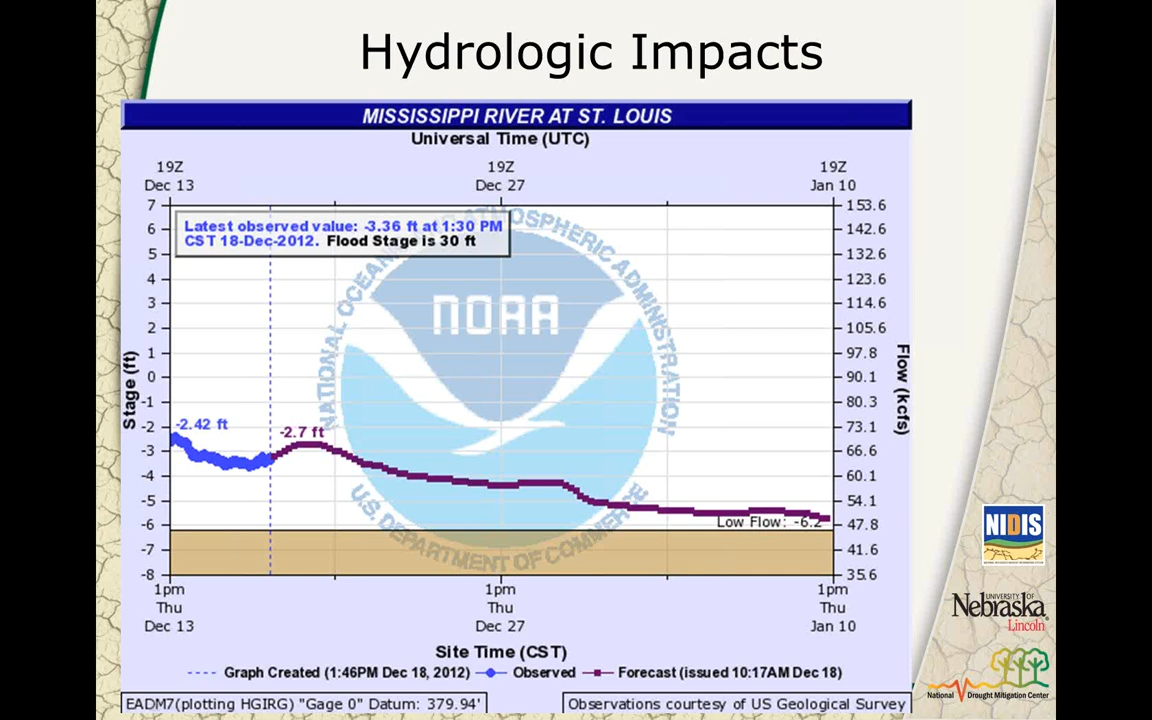 Hydrologic Impacts
MISSISSIPPI RIVER AT ST. LOUIS
Universal Time (UTC)
19Z 19Z 19Z
Dec 13 Dec 27 Jan 10
Latest observed value: -3.36 ft at 1:30 PM
CST 18-Dec-2012. Flood Stage is 30 ft
7 153.6
6 142.6
5 132.6
4 123.6
3 114.6
2 105.6
1 97.8
0 90.1
-1 80.3
-2 73.1
-3 66.6
-4 60.1
-5 54.1
-6 47.8
-7 41.6
-8 35.6
Stage (ft)
Flow (kcfs)
-2.42 ft
-2.7 ft
Low Flow: -6.2
NATIONAL OCEANIC AND ATMOSPHERIC ADMINISTRATION
NOAA
U.S. DEPARTMENT OF COMMERCE
1pm 1pm 1pm
Thu Thu Thu
Dec 13 Dec 27 Jan 10
Site Time (CST)
Graph Created (1:46PM Dec 18, 2012) Observed Forecast (issued 10:17AM Dec 18)
EADM7(plotting HGIRG) "Gage 0" Datum: 379.94'
Observations courtesy of US Geological Survey
NIDIS
UNIVERSITY OF
Nebraska
Lincoln
National Drought Mitigation Center